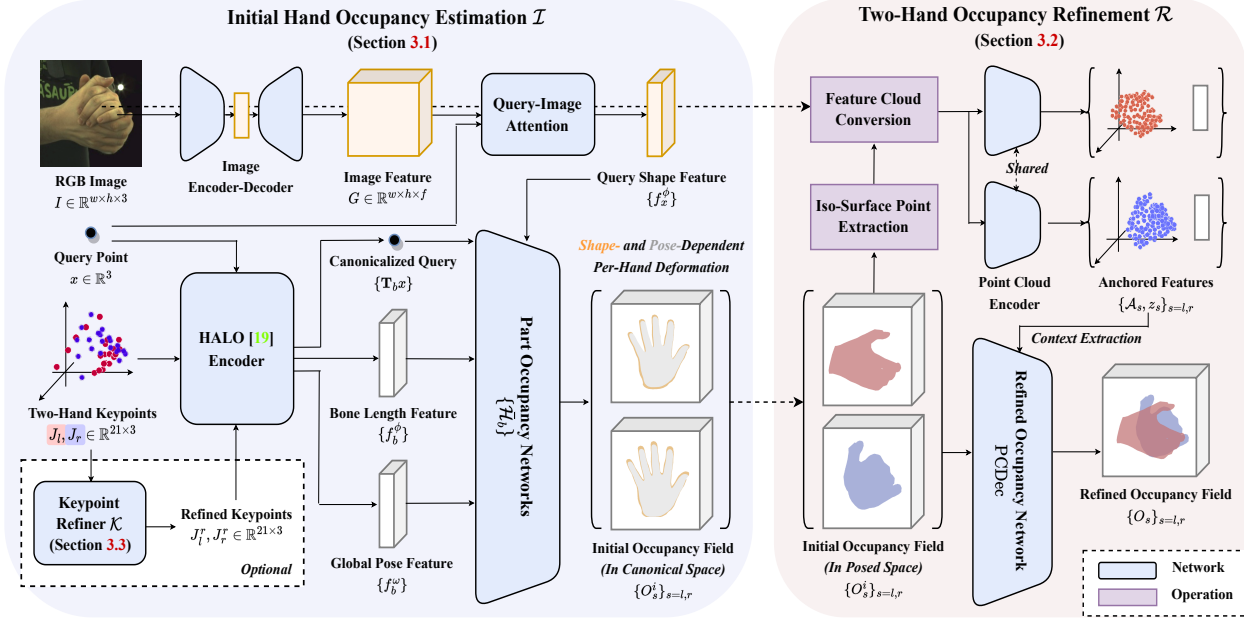 Initial Hand Occupancy Estimation ℐ
(Section 3.1)
ASAUR
RGB Image
I ∈ ℝ^{w×h×3}
Image
Encoder-Decoder
Image Feature
G ∈ ℝ^{w×h×f}
Query-Image
Attention
Query Shape Feature
{f_x^ϕ}
Query Point
x ∈ ℝ^3
Canonicalized Query
{T_b x}
HALO [19]
Encoder
Two-Hand Keypoints
J_l, J_r ∈ ℝ^{21×3}
Bone Length Feature
{f_b^ϕ}
Keypoint
Refiner 𝒦
(Section 3.3)
Refined Keypoints
J_l^r, J_r^r ∈ ℝ^{21×3}
Optional
Global Pose Feature
{f_b^ω}
Part Occupancy Networks
{ℋ̄_b}
Shape- and Pose-Dependent
Per-Hand Deformation
Initial Occupancy Field
(In Canonical Space)
{O_s^i}_{s=l,r}
Two-Hand Occupancy Refinement ℛ
(Section 3.2)
Feature Cloud
Conversion
Iso-Surface Point
Extraction
Shared
Point Cloud
Encoder
Anchored Features
{𝒜_s, z_s}_{s=l,r}
Context Extraction
Initial Occupancy Field
(In Posed Space)
{O_s^i}_{s=l,r}
Refined Occupancy Network
PCDec
Refined Occupancy Field
{O_s}_{s=l,r}
Network
Operation